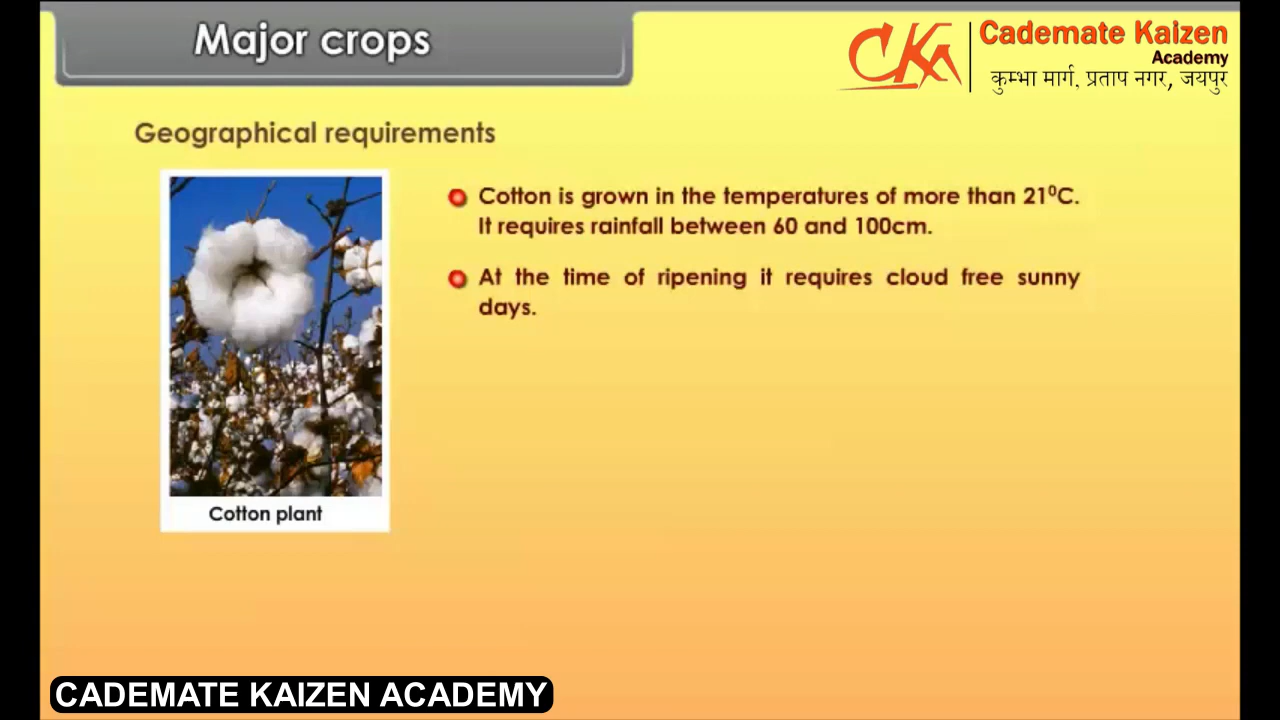 Major crops
CKA
Cademate Kaizen
Academy
कुम्भा मार्ग, प्रताप नगर, जयपुर
Geographical requirements
Cotton is grown in the temperatures of more than 21⁰C.
It requires rainfall between 60 and 100cm.
At the time of ripening it requires cloud free sunny
days.
Cotton plant
CADEMATE KAIZEN ACADEMY